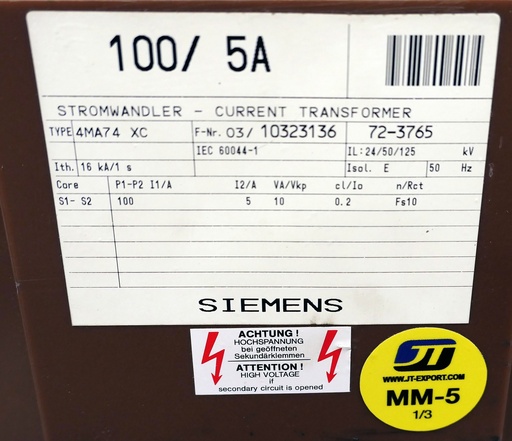 100/ 5A
STROMWANDLER - CURRENT TRANSFORMER
TYPE 4MA74 XC F-Nr. 03/ 10323136 72-3765
IEC 60044-1 IL:24/50/125 kV
Ith. 16 kA/1 s Isol. E 50 Hz
Core P1-P2 I1/A I2/A VA/Vkp cl/Io n/Rct
S1- S2 100 5 10 0.2 Fs10
SIEMENS
ACHTUNG !
HOCHSPANNUNG
bei geöffneten
Sekundärklemmen
ATTENTION !
HIGH VOLTAGE
if
secondary circuit is opened
JT
WWW.JT-EXPORT.COM
MM-5
1/3